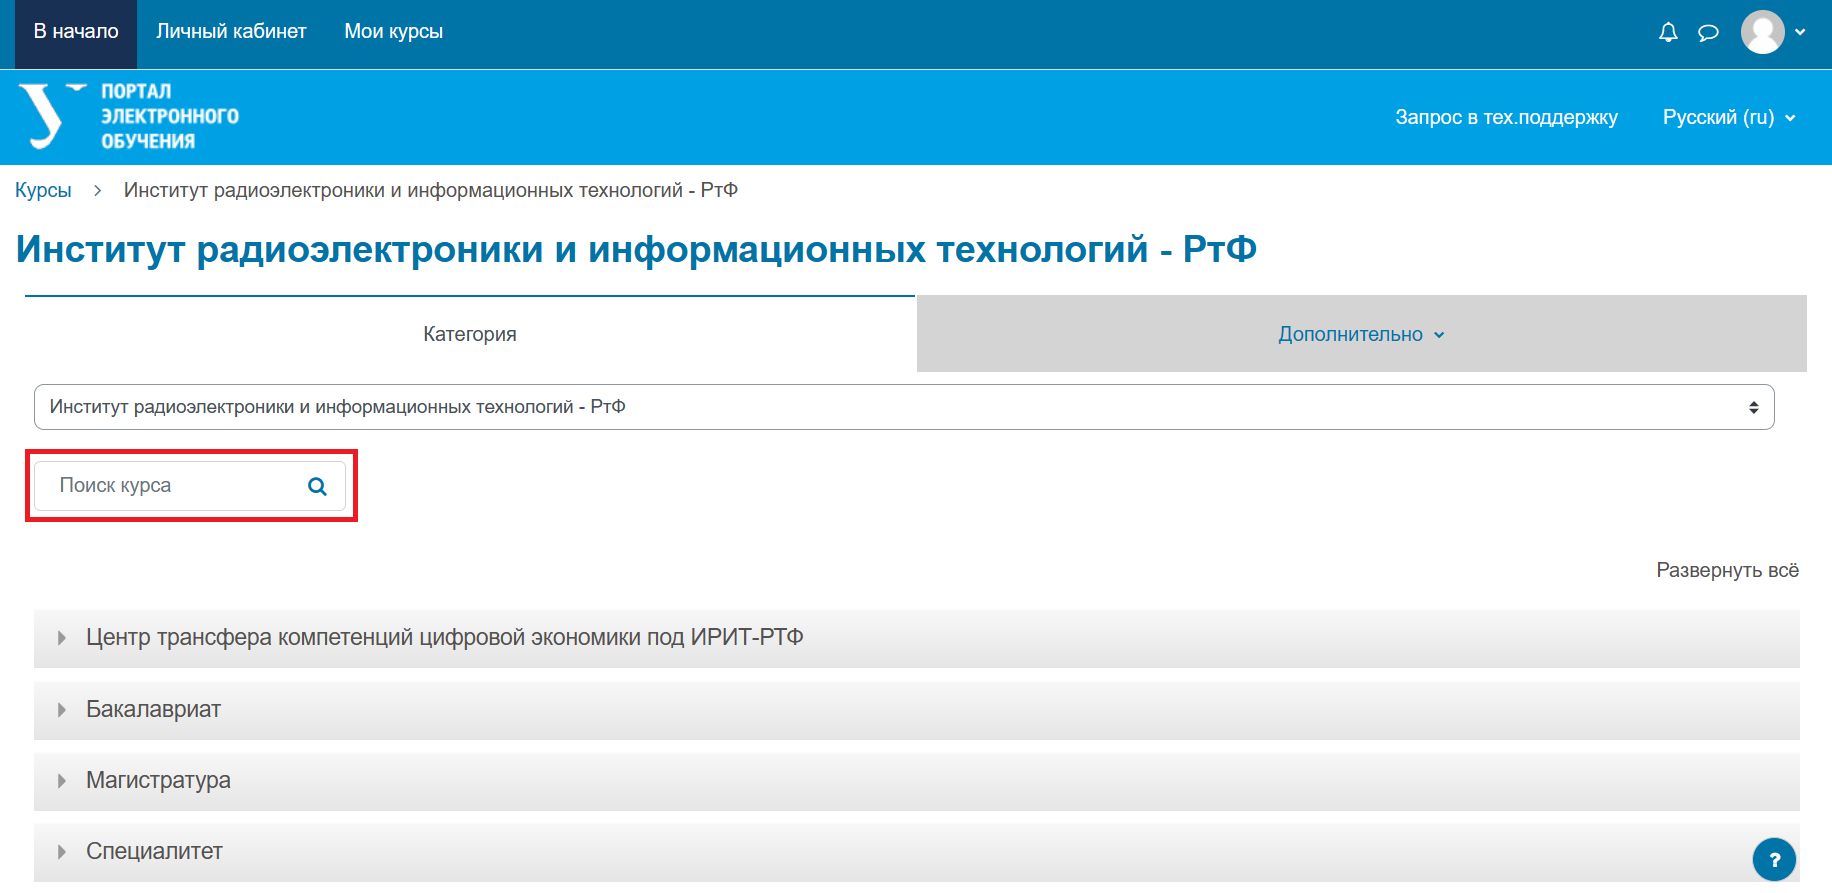 В начало Личный кабинет Мои курсы
ПОРТАЛ
ЭЛЕКТРОННОГО
ОБУЧЕНИЯ
Запрос в тех.поддержку Русский (ru)
Курсы > Институт радиоэлектроники и информационных технологий - РтФ
Институт радиоэлектроники и информационных технологий - РтФ
Категория Дополнительно
Институт радиоэлектроники и информационных технологий - РтФ
Поиск курса
Развернуть всё
Центр трансфера компетенций цифровой экономики под ИРИТ-РТФ
Бакалавриат
Магистратура
Специалитет
?